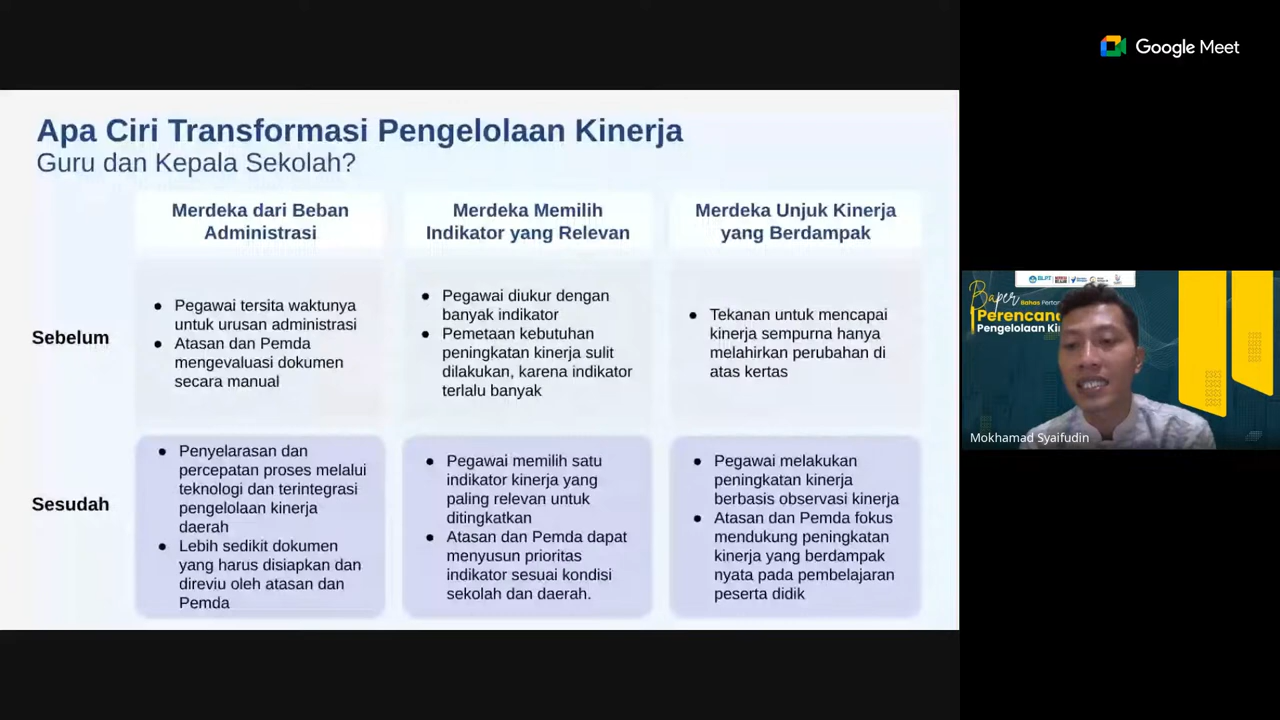 Google Meet
Apa Ciri Transformasi Pengelolaan Kinerja
Guru dan Kepala Sekolah?
Merdeka dari Beban
Administrasi
Merdeka Memilih
Indikator yang Relevan
Merdeka Unjuk Kinerja
yang Berdampak
Sebelum
● Pegawai tersita waktunya
untuk urusan administrasi
● Atasan dan Pemda
mengevaluasi dokumen
secara manual
● Pegawai diukur dengan
banyak indikator
● Pemetaan kebutuhan
peningkatan kinerja sulit
dilakukan, karena indikator
terlalu banyak
● Tekanan untuk mencapai
kinerja sempurna hanya
melahirkan perubahan di
atas kertas
Sesudah
● Penyelarasan dan
percepatan proses melalui
teknologi dan terintegrasi
pengelolaan kinerja
daerah
● Lebih sedikit dokumen
yang harus disiapkan dan
direviu oleh atasan dan
Pemda
● Pegawai memilih satu
indikator kinerja yang
paling relevan untuk
ditingkatkan
● Atasan dan Pemda dapat
menyusun prioritas
indikator sesuai kondisi
sekolah dan daerah.
● Pegawai melakukan
peningkatan kinerja
berbasis observasi kinerja
● Atasan dan Pemda fokus
mendukung peningkatan
kinerja yang berdampak
nyata pada pembelajaran
peserta didik
Baper Bahas
Mokhamad Syaifudin